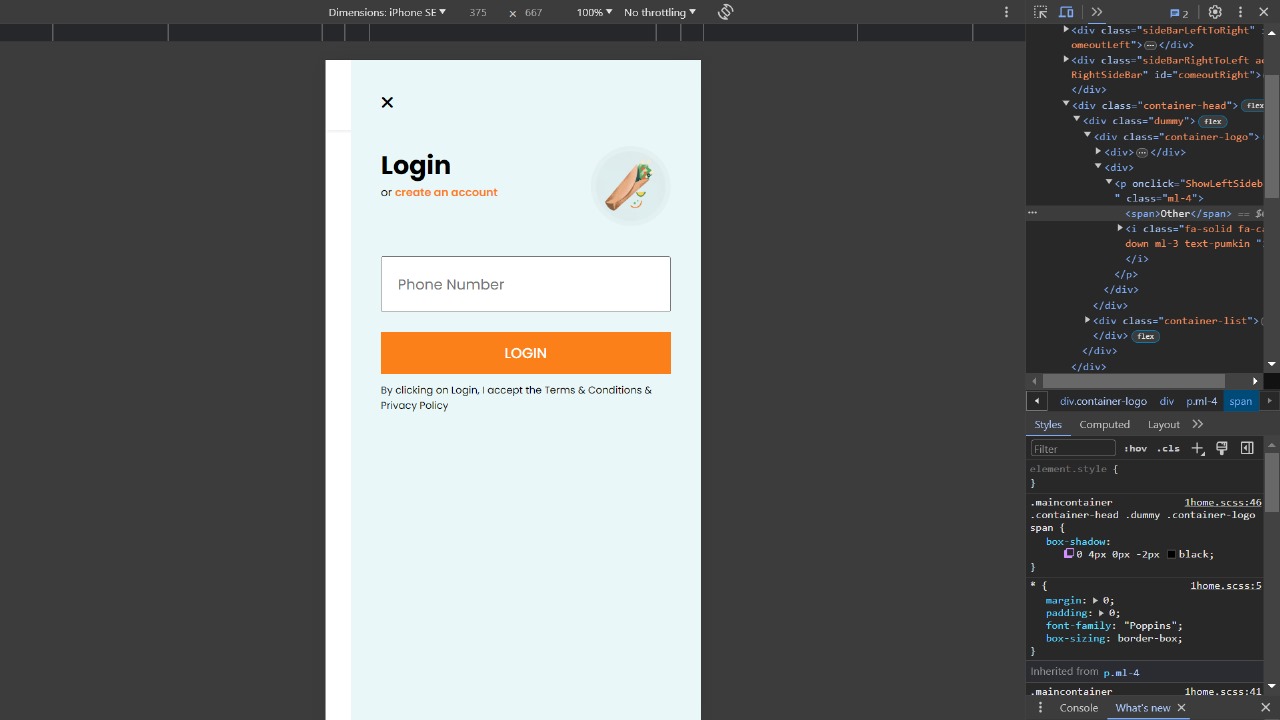 Dimensions: iPhone SE 375 × 667 100% No throttling
2
<div class="sideBarLeftToRight"
omeoutLeft"> </div>
<div class="sideBarRightToLeft ac
RightSideBar" id="comeoutRight">
</div>
<div class="container-head"> flex
<div class="dummy"> flex
<div class="container-logo">
<div> </div>
<div>
<p onclick="ShowLeftSideb
" class="ml-4">
<span>Other</span> ==
<i class="fa-solid fa-ca
down ml-3 text-pumkin "
</i>
</p>
</div>
</div>
<div class="container-list">
</div> flex
</div>
</div>
div.container-logo div p.ml-4 span
Styles Computed Layout
Filter :hov .cls
element.style {
}
.maincontainer 1home.scss:46
.container-head .dummy .container-logo
span {
box-shadow:
0 4px 0px -2px black;
}
* { 1home.scss:5
margin: 0;
padding: 0;
font-family: "Poppins";
box-sizing: border-box;
}
Inherited from p.ml-4
.maincontainer 1home.scss:41
Console What's new
Login
or create an account
Phone Number
LOGIN
By clicking on Login, I accept the Terms & Conditions &
Privacy Policy